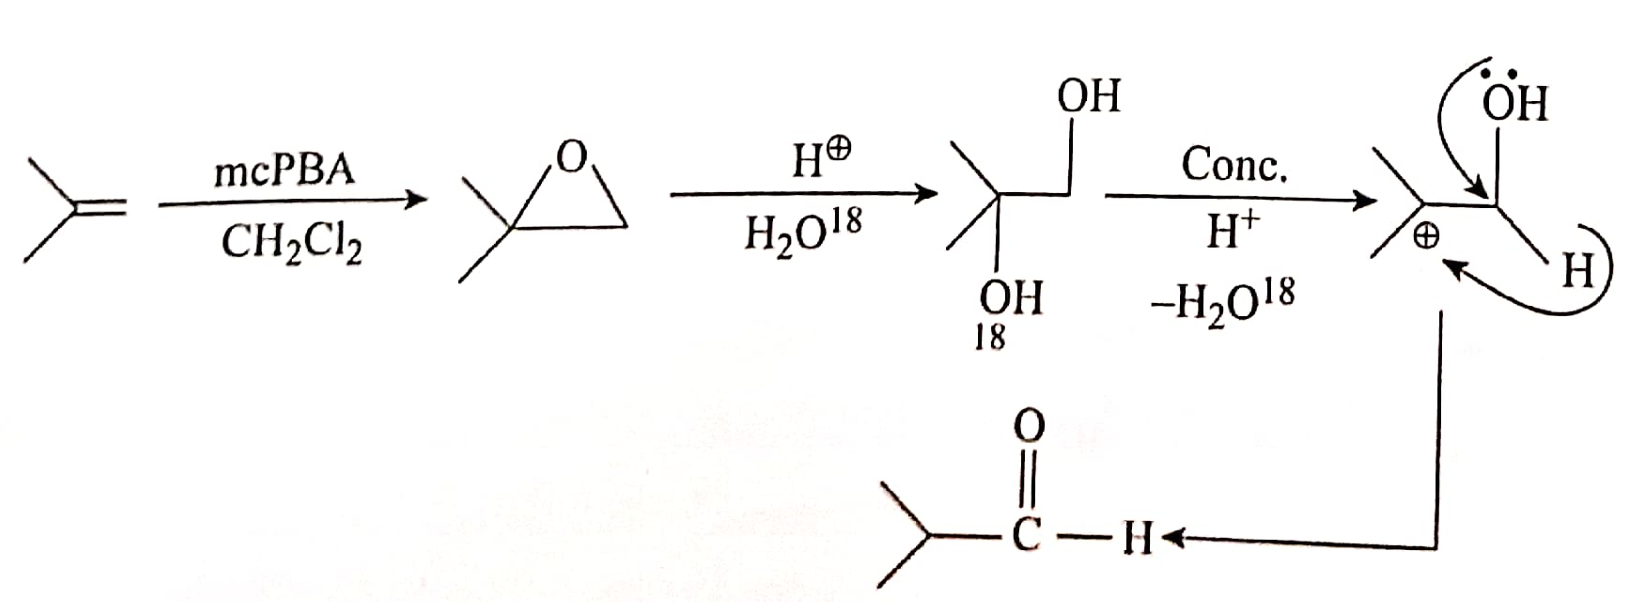 mcPBA
CH₂Cl₂
O
H⊕
H₂O¹⁸
OH
OH
18
Conc.
H⁺
–H₂O¹⁸
ÖH
⊕
H
O
C
H